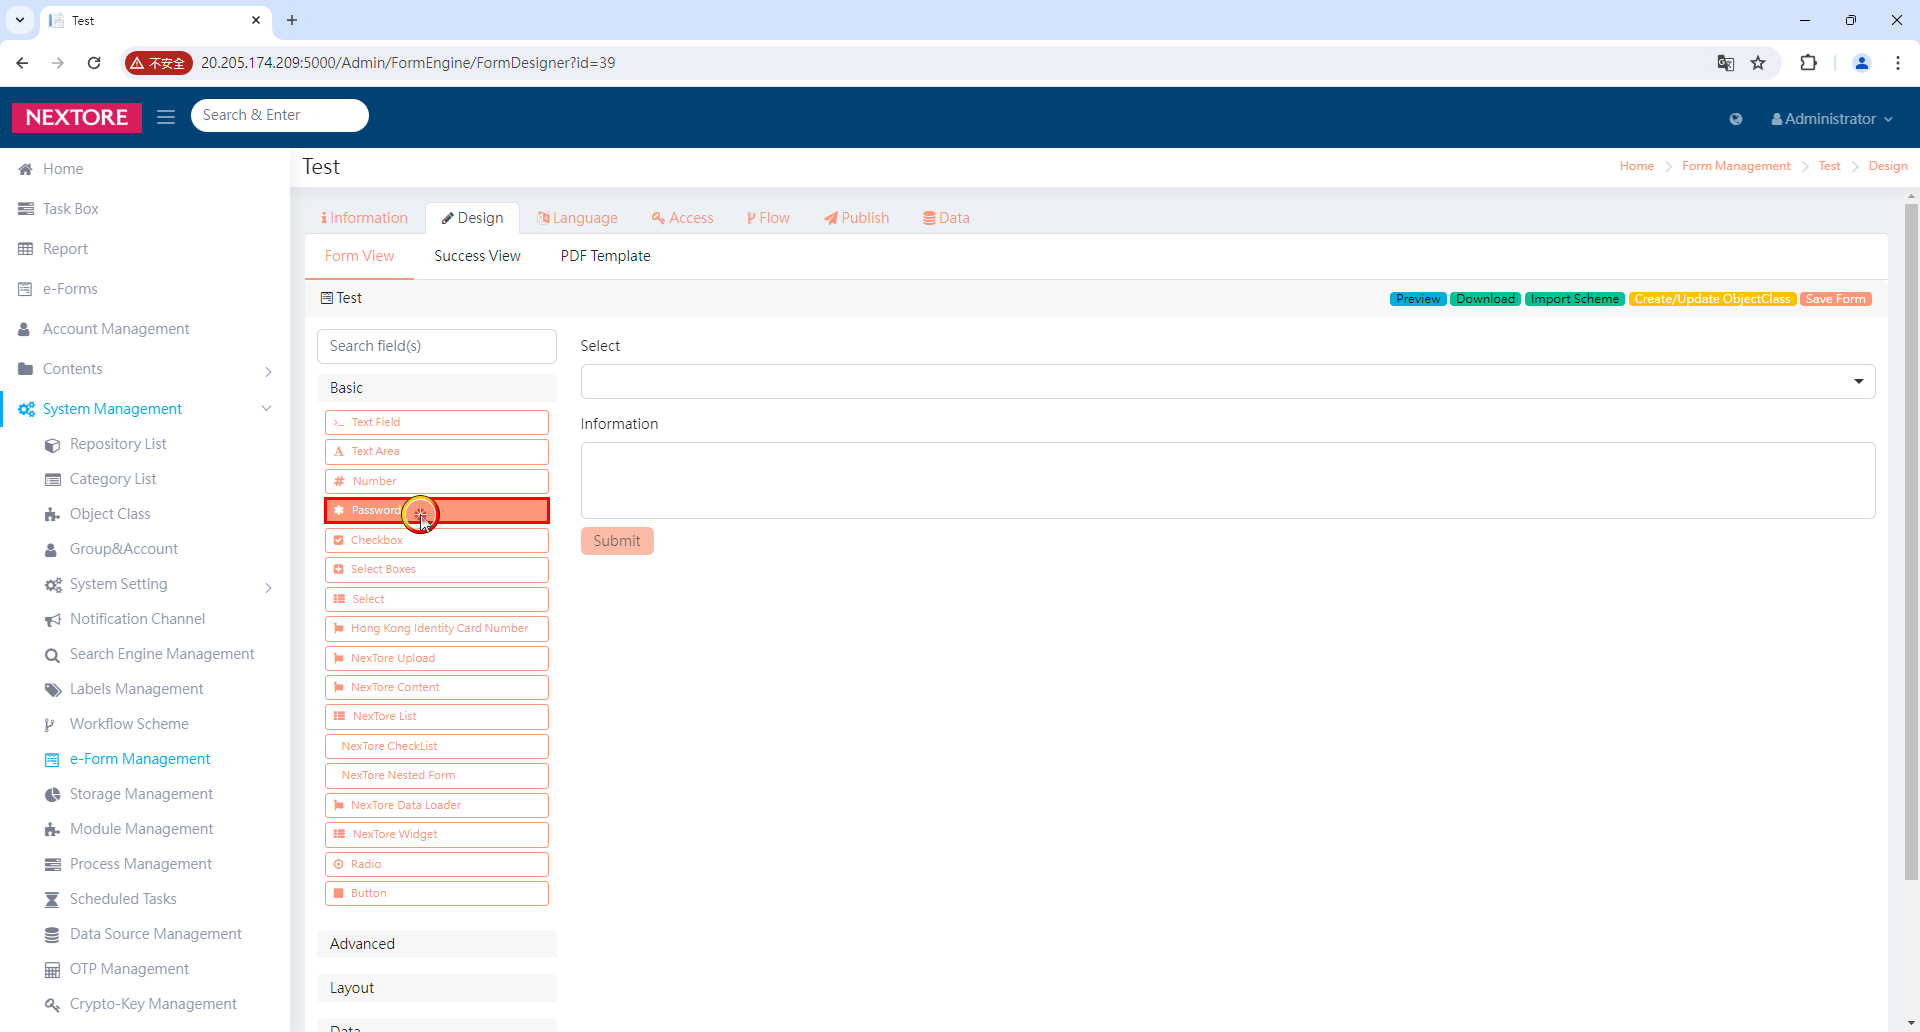 Test
不安全
20.205.174.209:5000/Admin/FormEngine/FormDesigner?id=39
NEXTORE
Search & Enter
Administrator
Home
Task Box
Report
e-Forms
Account Management
Contents
System Management
Repository List
Category List
Object Class
Group&Account
System Setting
Notification Channel
Search Engine Management
Labels Management
Workflow Scheme
e-Form Management
Storage Management
Module Management
Process Management
Scheduled Tasks
Data Source Management
OTP Management
Crypto-Key Management
Test
Home Form Management Test Design
Information Design Language Access Flow Publish Data
Form View Success View PDF Template
Test
Preview Download Import Scheme Create/Update ObjectClass Save Form
Search field(s)
Basic
Text Field
Text Area
Number
Password
Checkbox
Select Boxes
Select
Hong Kong Identity Card Number
NexTore Upload
NexTore Content
NexTore List
NexTore CheckList
NexTore Nested Form
NexTore Data Loader
NexTore Widget
Radio
Button
Advanced
Layout
Data
Select
Information
Submit